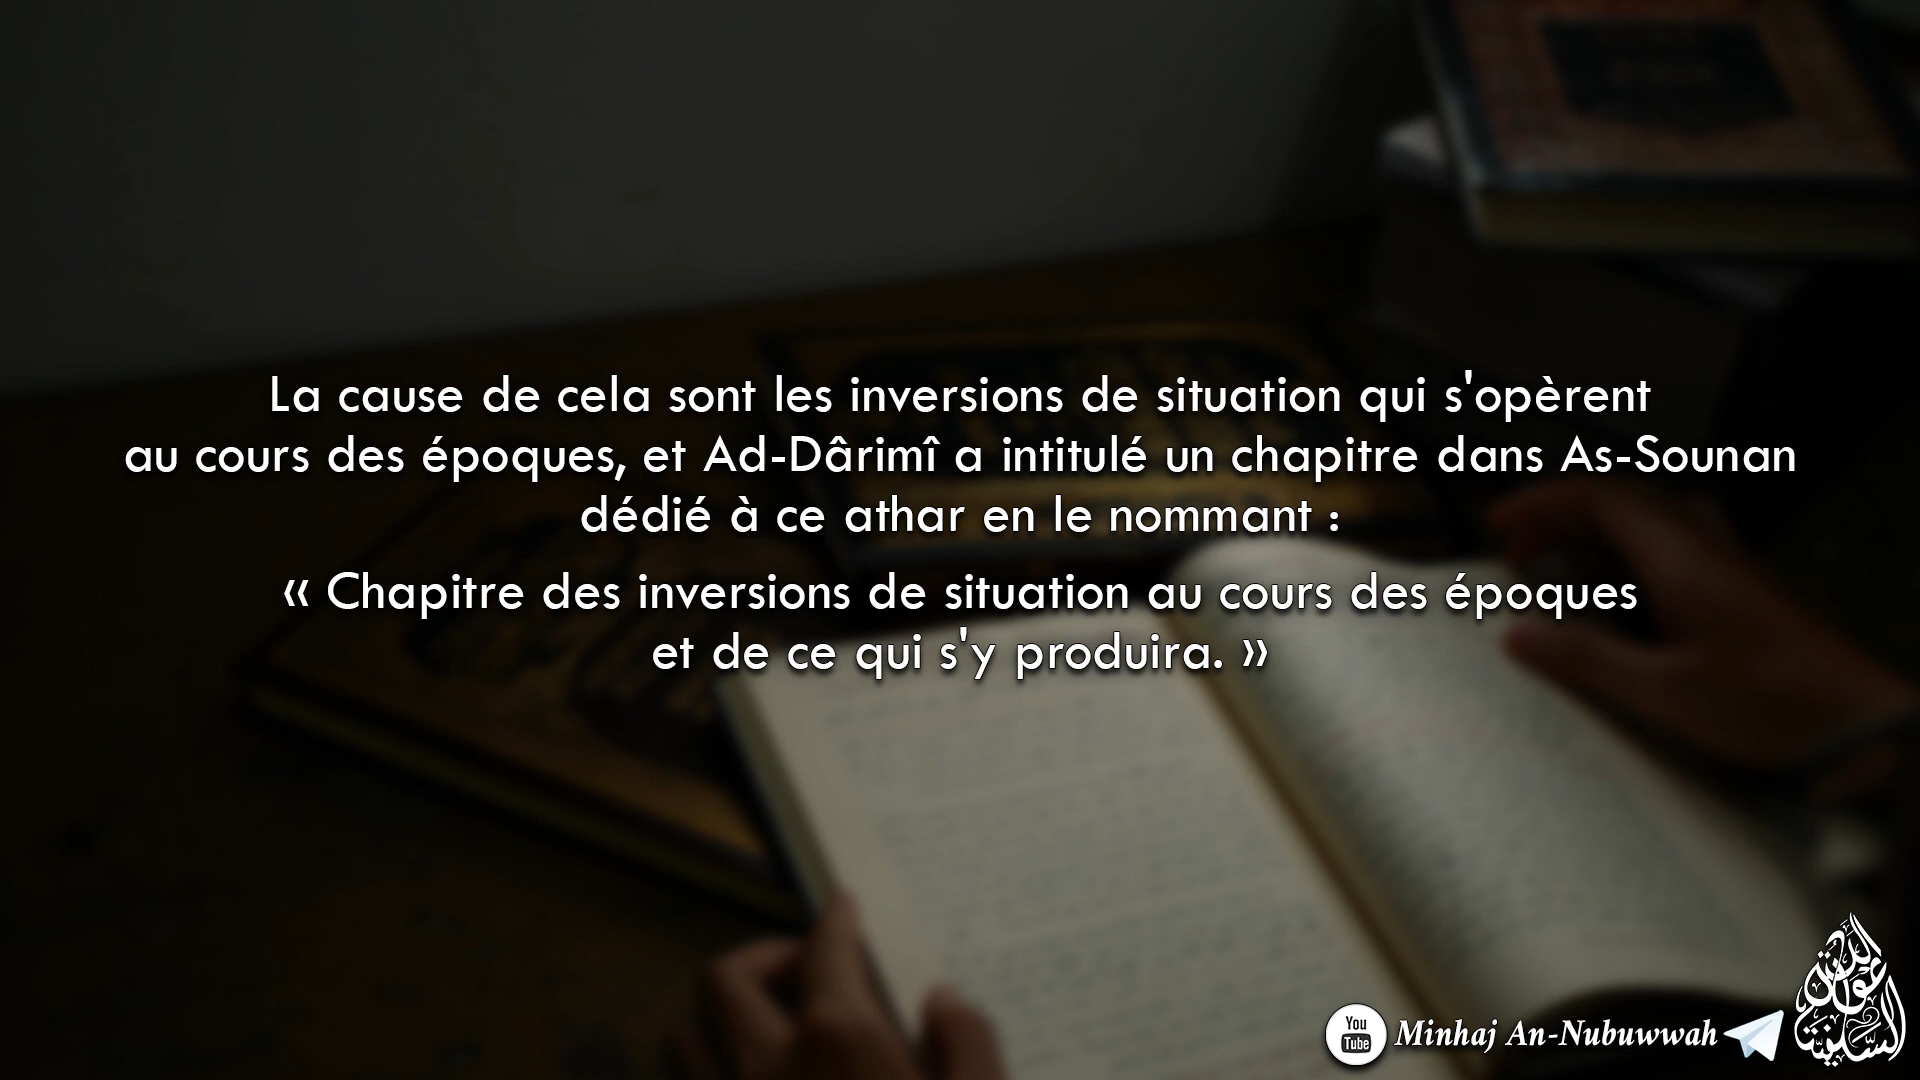 La cause de cela sont les inversions de situation qui s'opèrent
au cours des époques, et Ad-Dârimî a intitulé un chapitre dans As-Sounan
dédié à ce athar en le nommant :
« Chapitre des inversions de situation au cours des époques
et de ce qui s'y produira. »
You
Tube
Minhaj An-Nubuwwah